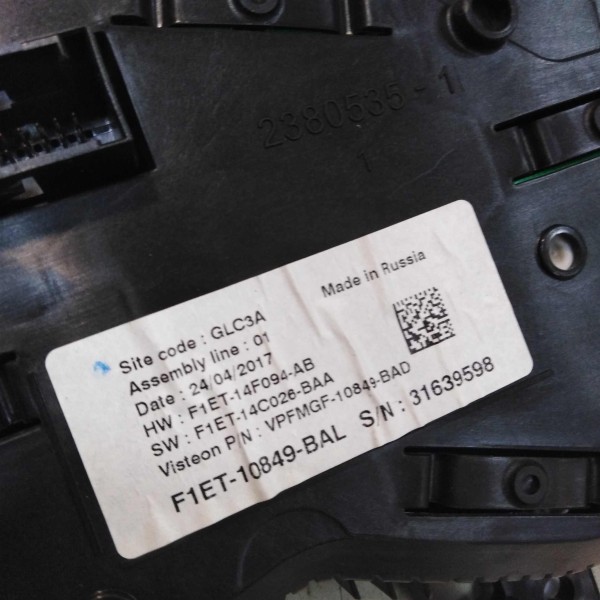 2380535-1
1
Made in Russia
Site code : GLC3A
Assembly line : 01
Date : 24/04/2017
HW : F1ET-14F094-AB
SW : F1ET-14C026-BAA
Visteon P/N : VPFMGF-10849-BAD
F1ET-10849-BAL S/N : 31639598